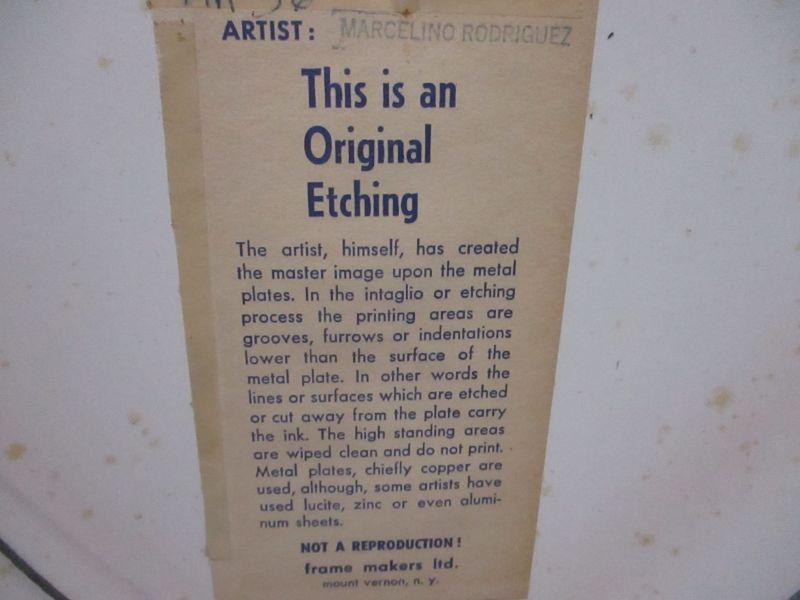 ARTIST: MARCELINO RODRIGUEZ
This is an
Original
Etching
The artist, himself, has created
the master image upon the metal
plates. In the intaglio or etching
process the printing areas are
grooves, furrows or indentations
lower than the surface of the
metal plate. In other words the
lines or surfaces which are etched
or cut away from the plate carry
the ink. The high standing areas
are wiped clean and do not print.
Metal plates, chiefly copper are
used, although, some artists have
used lucite, zinc or even alumi-
num sheets.
NOT A REPRODUCTION!
frame makers ltd.
mount vernon, n. y.